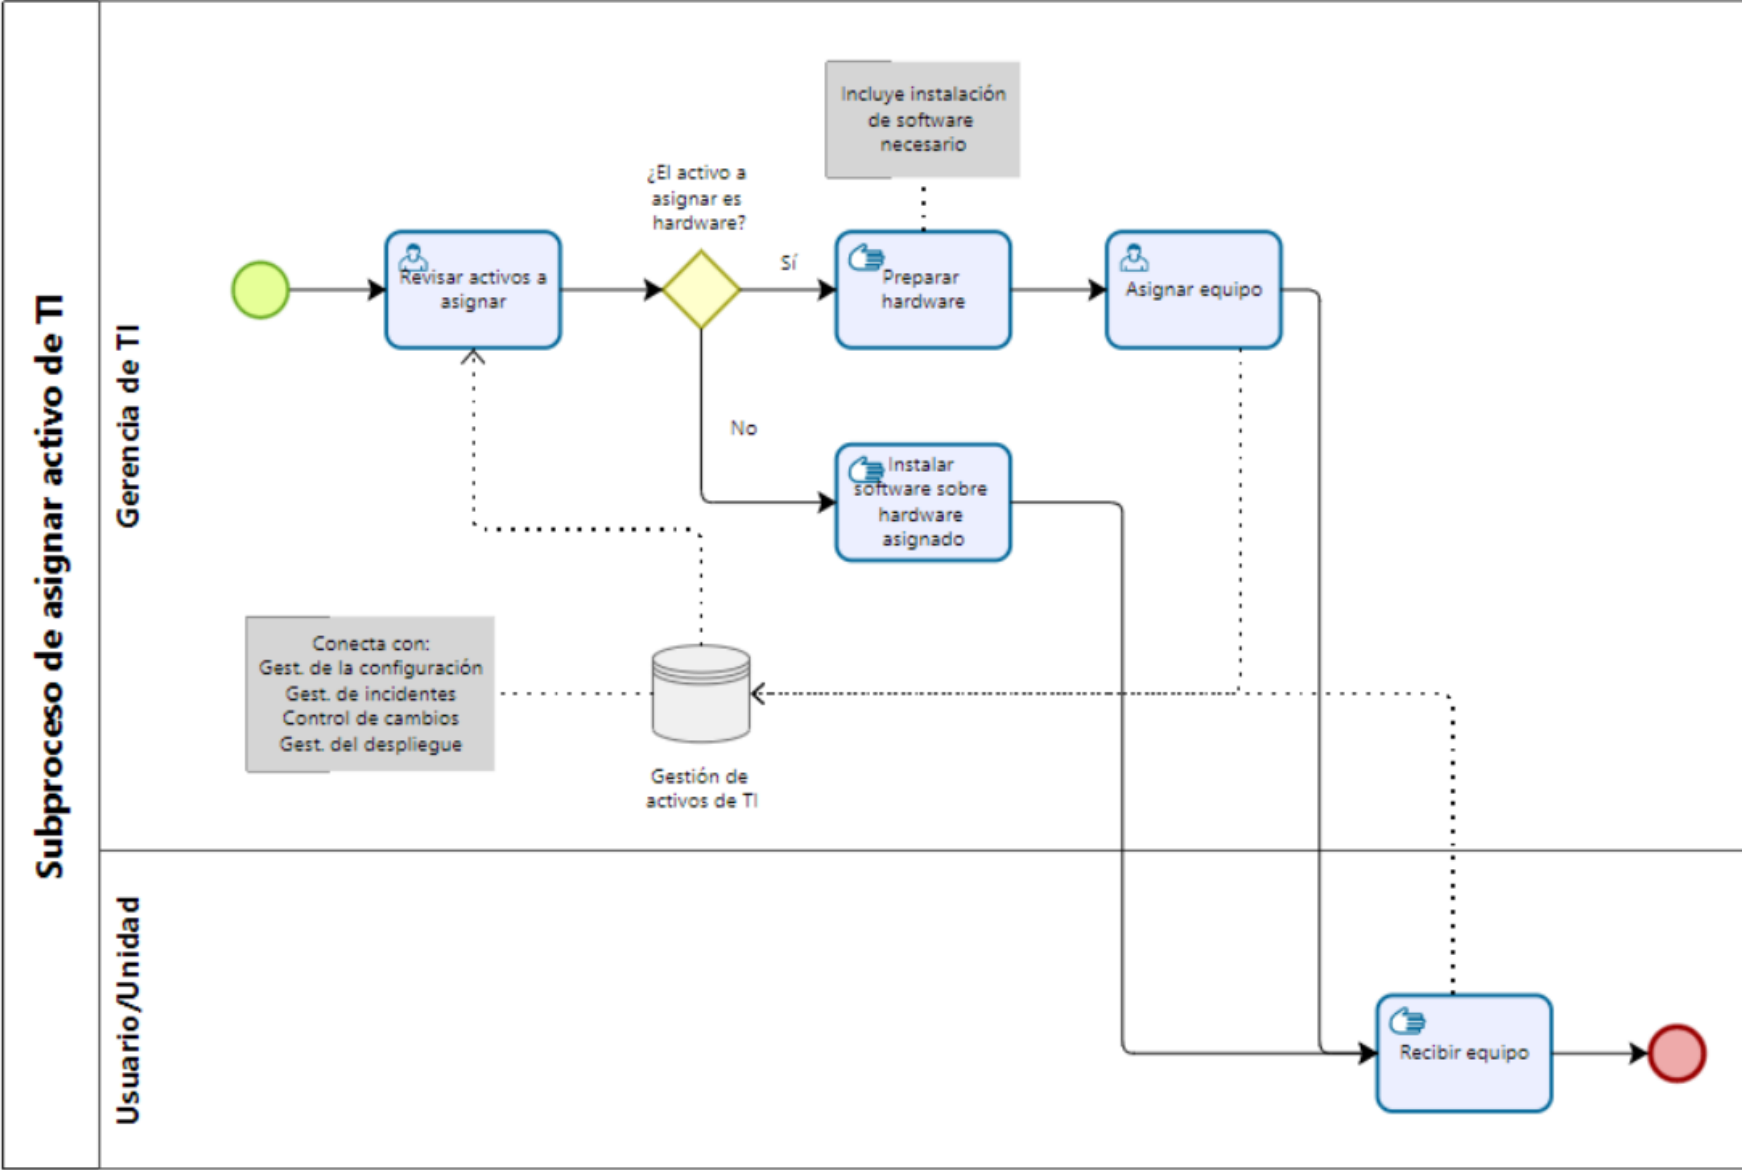 Subproceso de asignar activo de TI
Gerencia de TI
Incluye instalación
de software
necesario
¿El activo a
asignar es
hardware?
Sí
Revisar activos a
asignar
Preparar
hardware
Asignar equipo
No
Instalar
software sobre
hardware
asignado
Conecta con:
Gest. de la configuración
Gest. de incidentes
Control de cambios
Gest. del despliegue
Gestión de
activos de TI
Usuario/Unidad
Recibir equipo